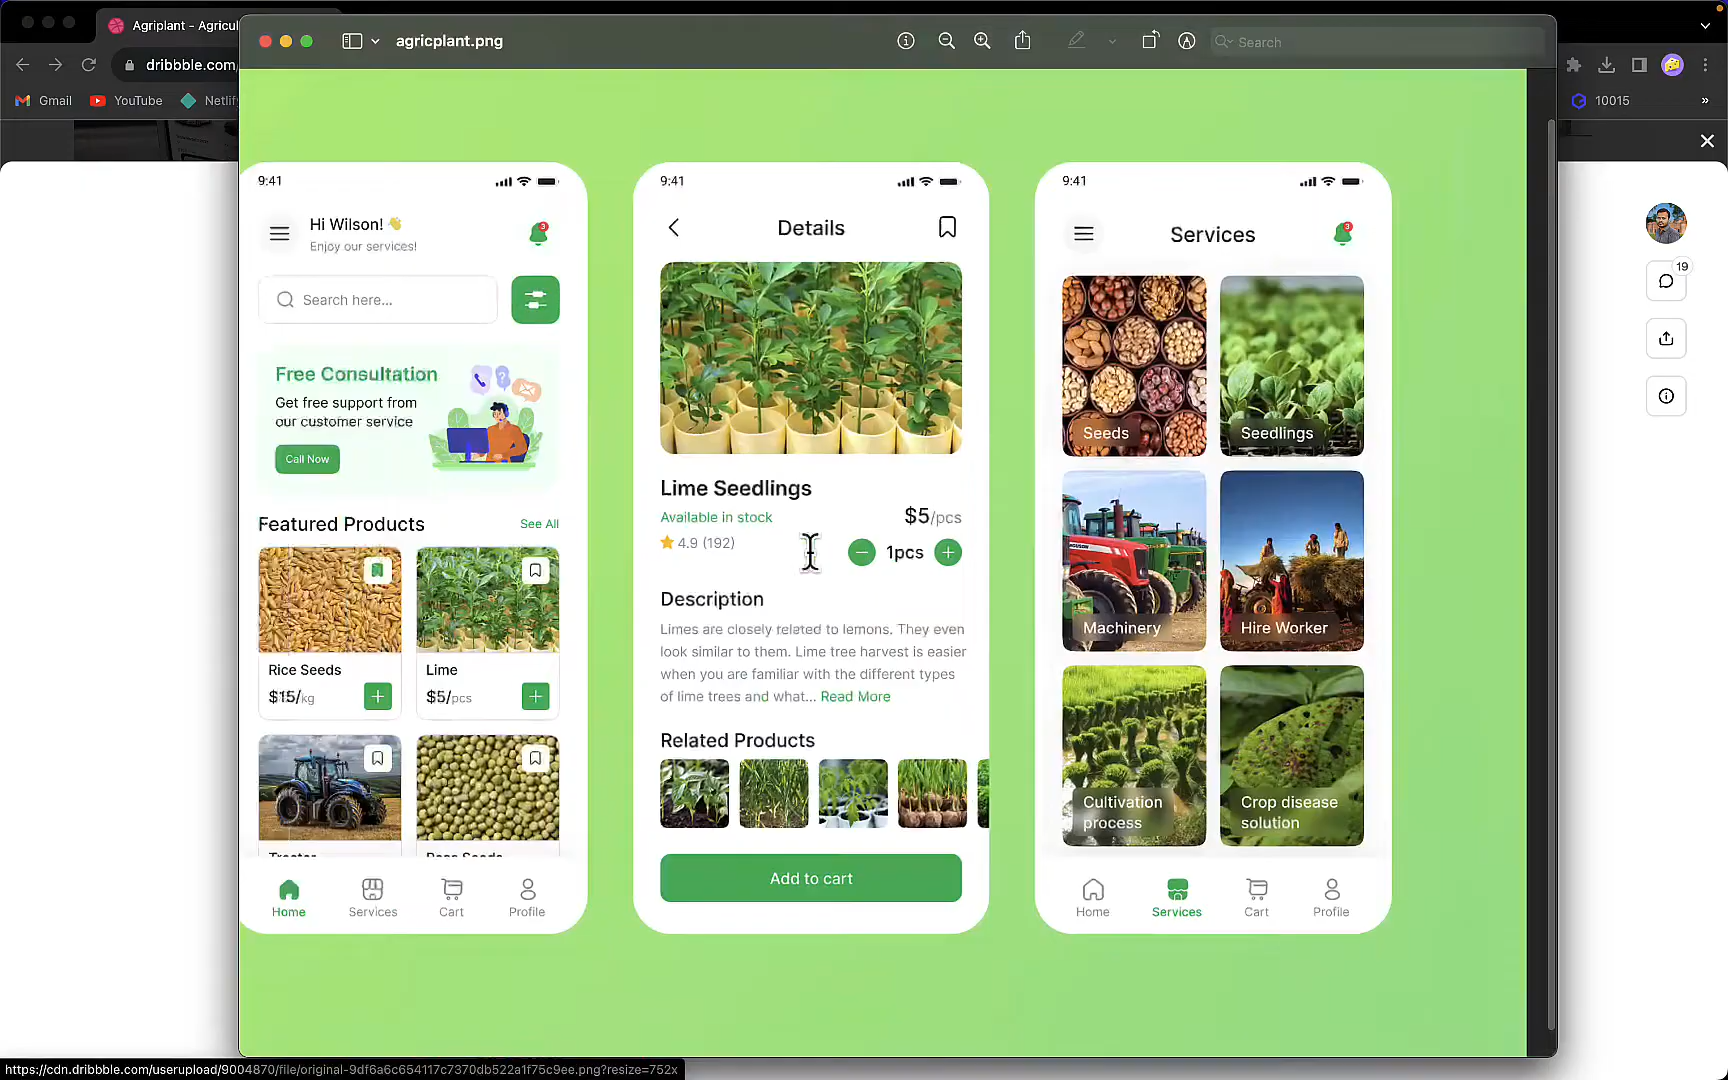 Agriplant - Agricul
agricplant.png
Search
dribbble.com
Gmail
YouTube
Netlify
10015
19
9:41
Hi Wilson! 👋
Enjoy our services!
3
Search here...
Free Consultation
Get free support from
our customer service
Call Now
Featured Products
See All
Rice Seeds
$15/kg
Lime
$5/pcs
Home
Services
Cart
Profile
9:41
Details
Lime Seedlings
Available in stock
$5/pcs
4.9 (192)
1pcs
Description
Limes are closely related to lemons. They even
look similar to them. Lime tree harvest is easier
when you are familiar with the different types
of lime trees and what... Read More
Related Products
Add to cart
9:41
Services
3
Seeds
Seedlings
Machinery
Hire Worker
Cultivation
process
Crop disease
solution
Home
Services
Cart
Profile
https://cdn.dribbble.com/userupload/9004870/file/original-9df6a6c654117c7370db522a1f75c9ee.png?resize=752x